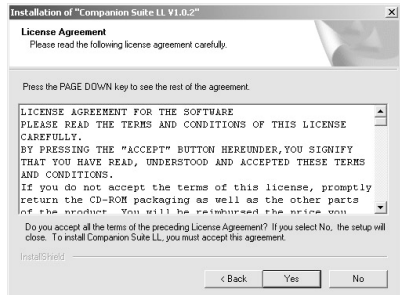 Installation of "Companion Suite LL V1.0.2"
License Agreement
Please read the following license agreement carefully.
Press the PAGE DOWN key to see the rest of the agreement.
LICENSE AGREEMENT FOR THE SOFTWARE
PLEASE READ THE TERMS AND CONDITIONS OF THIS LICENSE
CAREFULLY.
BY PRESSING THE "ACCEPT" BUTTON HEREUNDER,YOU SIGNIFY
THAT YOU HAVE READ, UNDERSTOOD AND ACCEPTED THESE TERMS
AND CONDITIONS.
If you do not accept the terms of this license, promptly
return the CD-ROM packaging as well as the other parts
of the product. You will be reimbursed the price you
Do you accept all the terms of the preceding License Agreement? If you select No, the setup will
close. To install Companion Suite LL, you must accept this agreement.
InstallShield
< Back
Yes
No